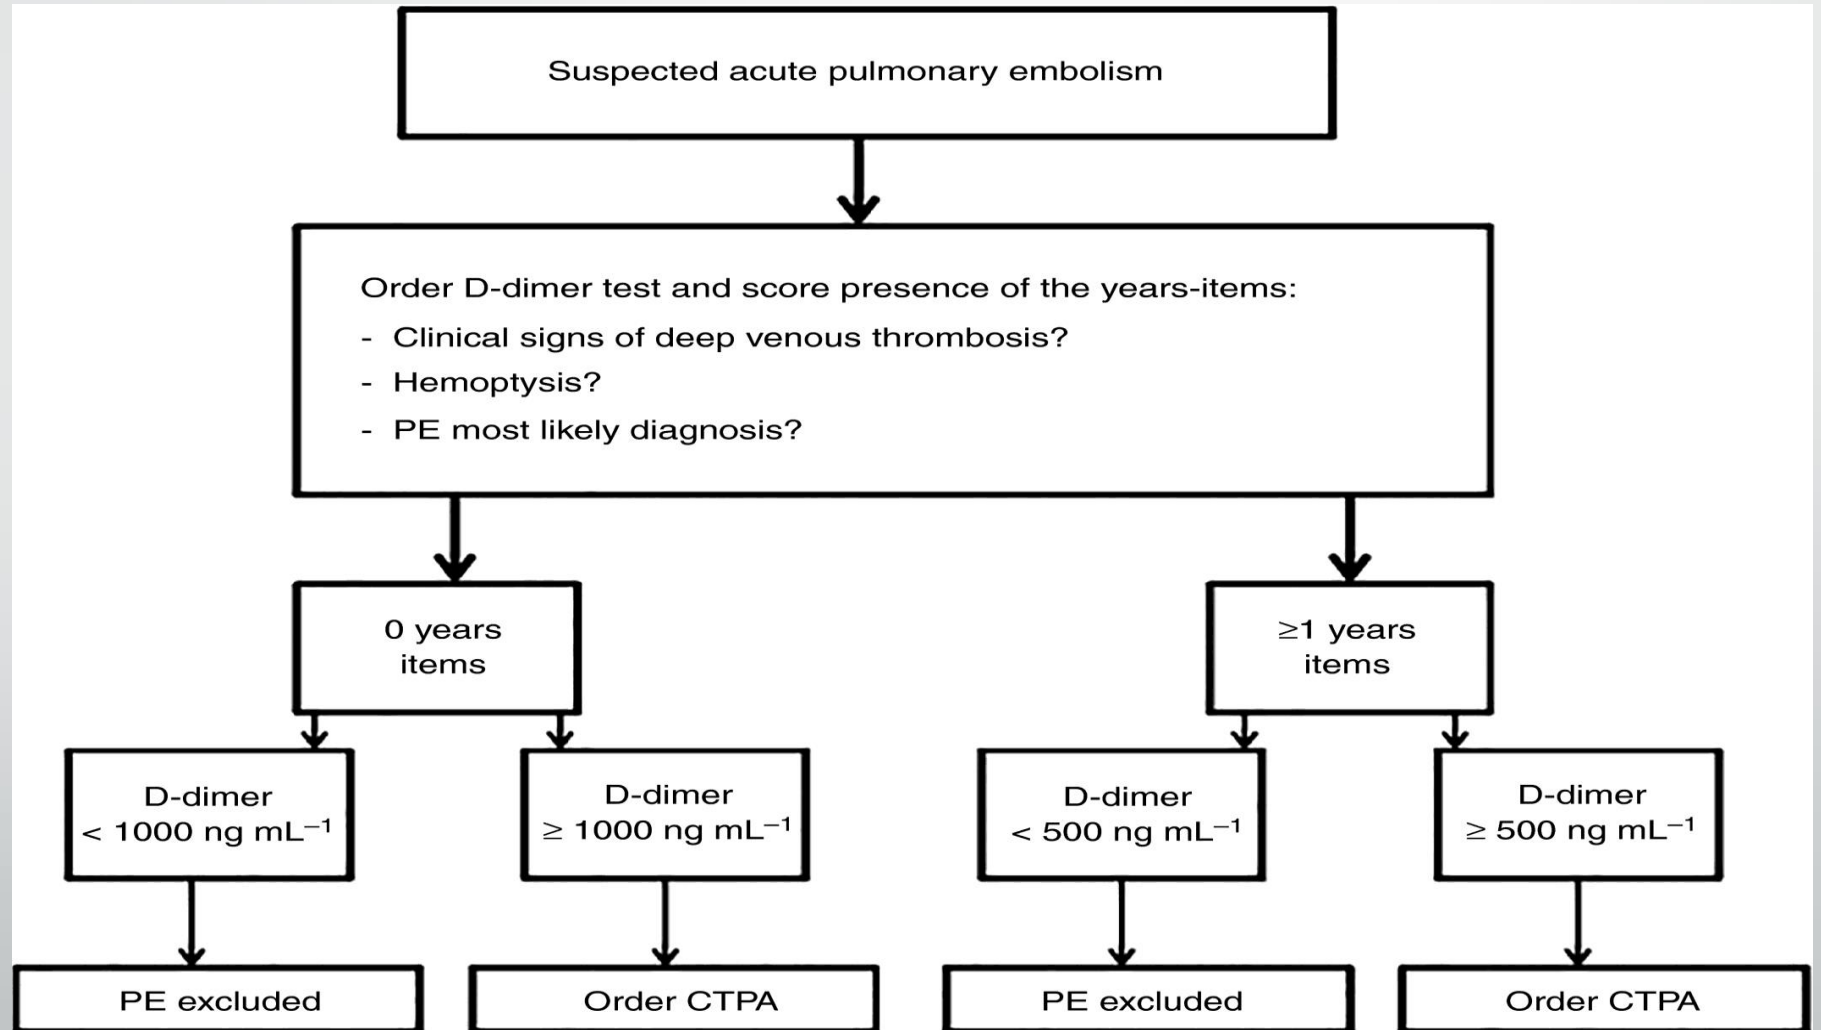 Suspected acute pulmonary embolism
Order D-dimer test and score presence of the years-items:
- Clinical signs of deep venous thrombosis?
- Hemoptysis?
- PE most likely diagnosis?
0 years
items
≥1 years
items
D-dimer
< 1000 ng mL⁻¹
D-dimer
≥ 1000 ng mL⁻¹
D-dimer
< 500 ng mL⁻¹
D-dimer
≥ 500 ng mL⁻¹
PE excluded
Order CTPA
PE excluded
Order CTPA